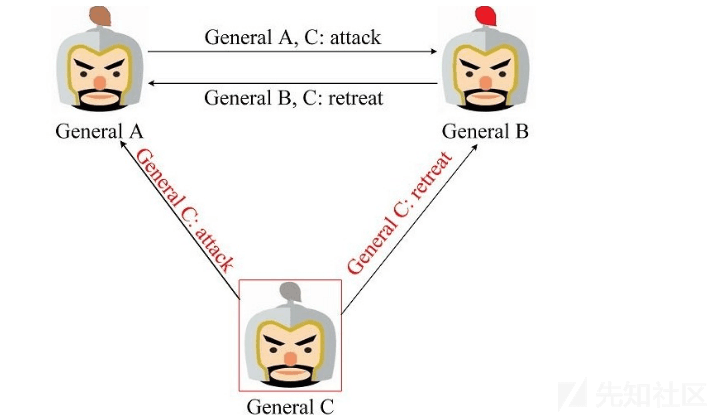 General A, C: attack
General B, C: retreat
General A
General B
General C: attack
General C: retreat
General C
先知社区